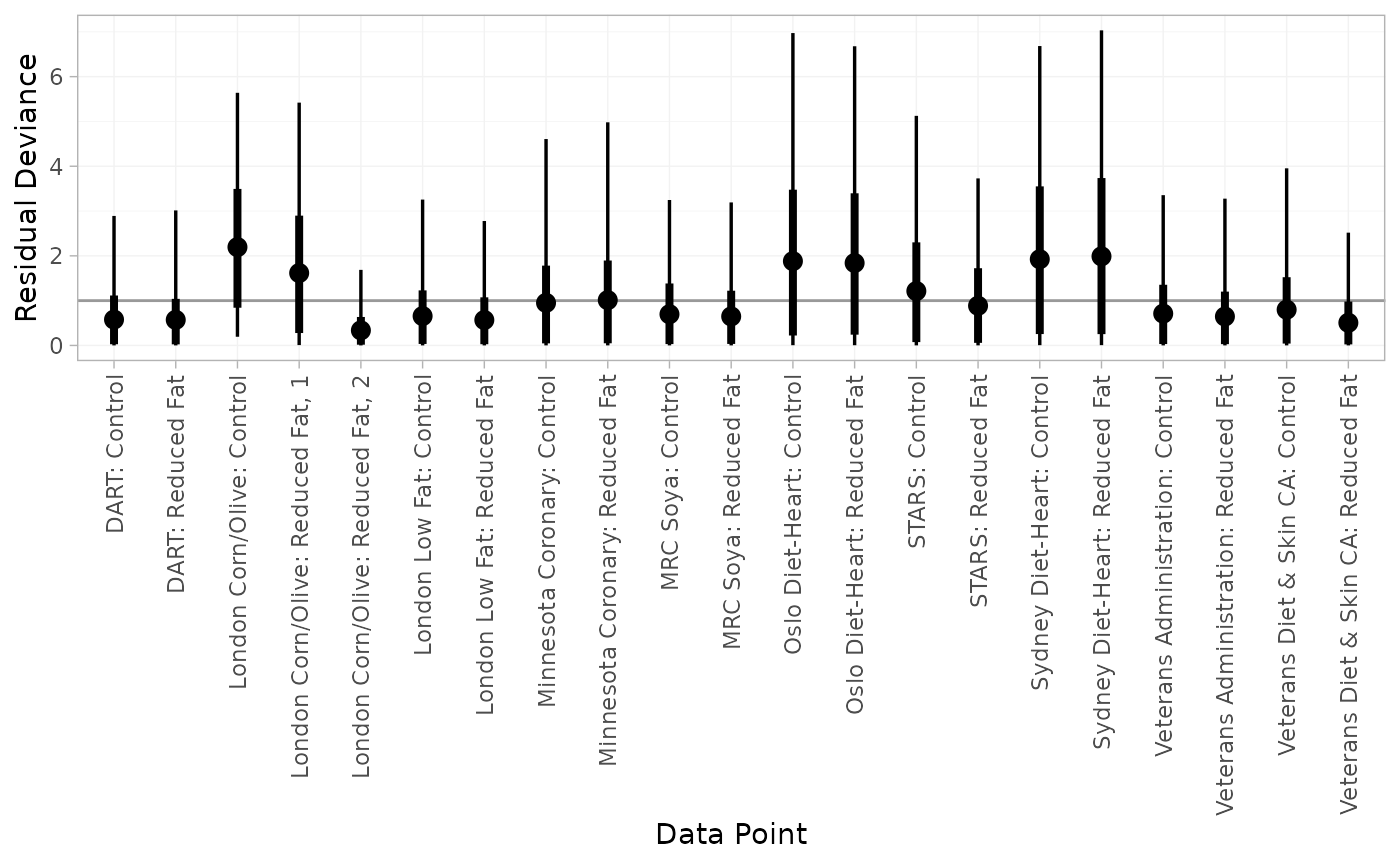 Residual Deviance
6
4
2
0
DART: Control
DART: Reduced Fat
London Corn/Olive: Control
London Corn/Olive: Reduced Fat, 1
London Corn/Olive: Reduced Fat, 2
London Low Fat: Control
London Low Fat: Reduced Fat
Minnesota Coronary: Control
Minnesota Coronary: Reduced Fat
MRC Soya: Control
MRC Soya: Reduced Fat
Oslo Diet-Heart: Control
Oslo Diet-Heart: Reduced Fat
STARS: Control
STARS: Reduced Fat
Sydney Diet-Heart: Control
Sydney Diet-Heart: Reduced Fat
Veterans Administration: Control
Veterans Administration: Reduced Fat
Veterans Diet & Skin CA: Control
Veterans Diet & Skin CA: Reduced Fat
Data Point